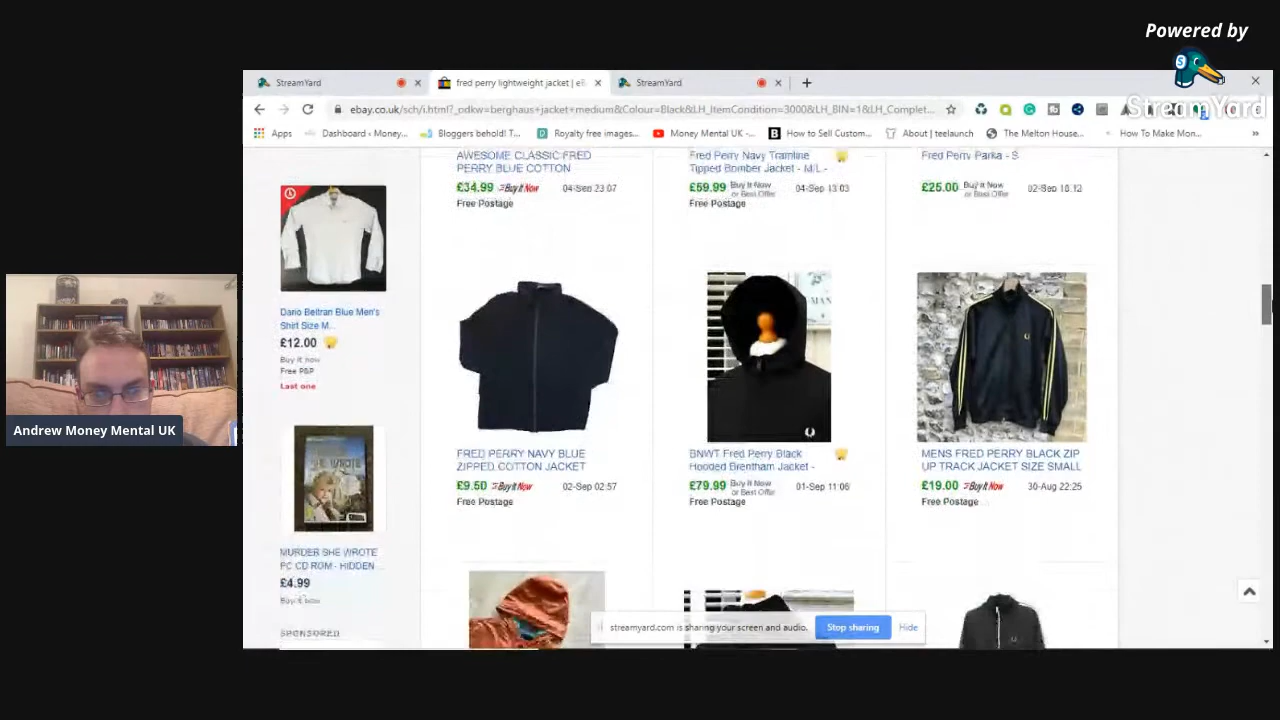 Powered by
StreamYard
StreamYard
fred perry lightweight jacket | eB
StreamYard
ebay.co.uk/sch/i.html?_odkw=berghaus+jacket+medium&Colour=Black&LH_ItemCondition=3000&LH_BIN=1&LH_Complet...
Apps
Dashboard ‹ Money...
Bloggers behold! T...
Royalty free images...
Money Mental UK -...
How to Sell Custom...
About | teelaunch
The Melton House...
How To Make Mon...
AWESOME CLASSIC FRED
PERRY BLUE COTTON
£34.99 Buy It Now 04-Sep 23:07
Free Postage
Fred Perry Navy Tramline
Tipped Bomber Jacket - M/L -
£59.99 Buy It Now or Best Offer 04-Sep 13:03
Free Postage
Fred Perry Parka - S
£25.00 Buy It Now or Best Offer 02-Sep 18:12
Dario Beltran Blue Men's
Shirt Size M...
£12.00
Buy It now
Free P&P
Last one
FRED PERRY NAVY BLUE
ZIPPED COTTON JACKET
£9.50 Buy It Now 02-Sep 02:57
Free Postage
BNWT Fred Perry Black
Hooded Brentham Jacket -
£79.99 Buy It Now or Best Offer 01-Sep 11:06
Free Postage
MENS FRED PERRY BLACK ZIP
UP TRACK JACKET SIZE SMALL
£19.00 Buy It Now 30-Aug 22:25
Free Postage
SHE WROTE
MURDER SHE WROTE
PC CD ROM - HIDDEN ...
£4.99
Buy It now
SPONSORED
streamyard.com is sharing your screen and audio.
Stop sharing
Hide
Andrew Money Mental UK